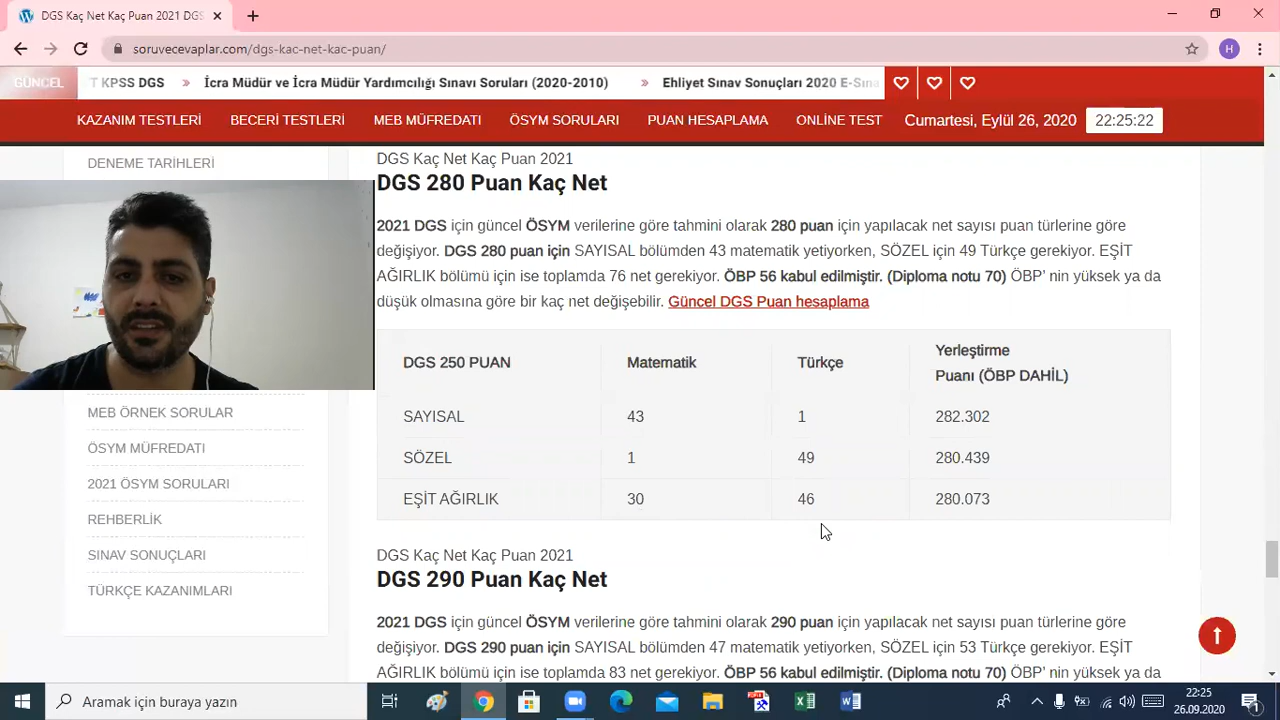 DGS Kaç Net Kaç Puan 2021 DGS
soruvecevaplar.com/dgs-kac-net-kac-puan/
H
GÜNCEL
T KPSS DGS » İcra Müdür ve İcra Müdür Yardımcılığı Sınavı Soruları (2020-2010) » Ehliyet Sınav Sonuçları 2020 E-Sına
KAZANIM TESTLERİ BECERİ TESTLERİ MEB MÜFREDATI ÖSYM SORULARI PUAN HESAPLAMA ONLİNE TEST Cumartesi, Eylül 26, 2020 22:25:22
DENEME TARİHLERİ
MEB ÖRNEK SORULAR
ÖSYM MÜFREDATI
2021 ÖSYM SORULARI
REHBERLİK
SINAV SONUÇLARI
TÜRKÇE KAZANIMLARI
DGS Kaç Net Kaç Puan 2021
DGS 280 Puan Kaç Net
2021 DGS için güncel ÖSYM verilerine göre tahmini olarak 280 puan için yapılacak net sayısı puan türlerine göre
değişiyor. DGS 280 puan için SAYISAL bölümden 43 matematik yetiyorken, SÖZEL için 49 Türkçe gerekiyor. EŞİT
AĞIRLIK bölümü için ise toplamda 76 net gerekiyor. ÖBP 56 kabul edilmiştir. (Diploma notu 70) ÖBP' nin yüksek ya da
düşük olmasına göre bir kaç net değişebilir. Güncel DGS Puan hesaplama
DGS 250 PUAN Matematik Türkçe Yerleştirme
Puanı (ÖBP DAHİL)
SAYISAL 43 1 282.302
SÖZEL 1 49 280.439
EŞİT AĞIRLIK 30 46 280.073
DGS Kaç Net Kaç Puan 2021
DGS 290 Puan Kaç Net
2021 DGS için güncel ÖSYM verilerine göre tahmini olarak 290 puan için yapılacak net sayısı puan türlerine göre
değişiyor. DGS 290 puan için SAYISAL bölümden 47 matematik yetiyorken, SÖZEL için 53 Türkçe gerekiyor. EŞİT
AĞIRLIK bölümü için ise toplamda 83 net gerekiyor. ÖBP 56 kabul edilmiştir. (Diploma notu 70) ÖBP' nin yüksek ya da
Aramak için buraya yazın
22:25
26.09.2020
1